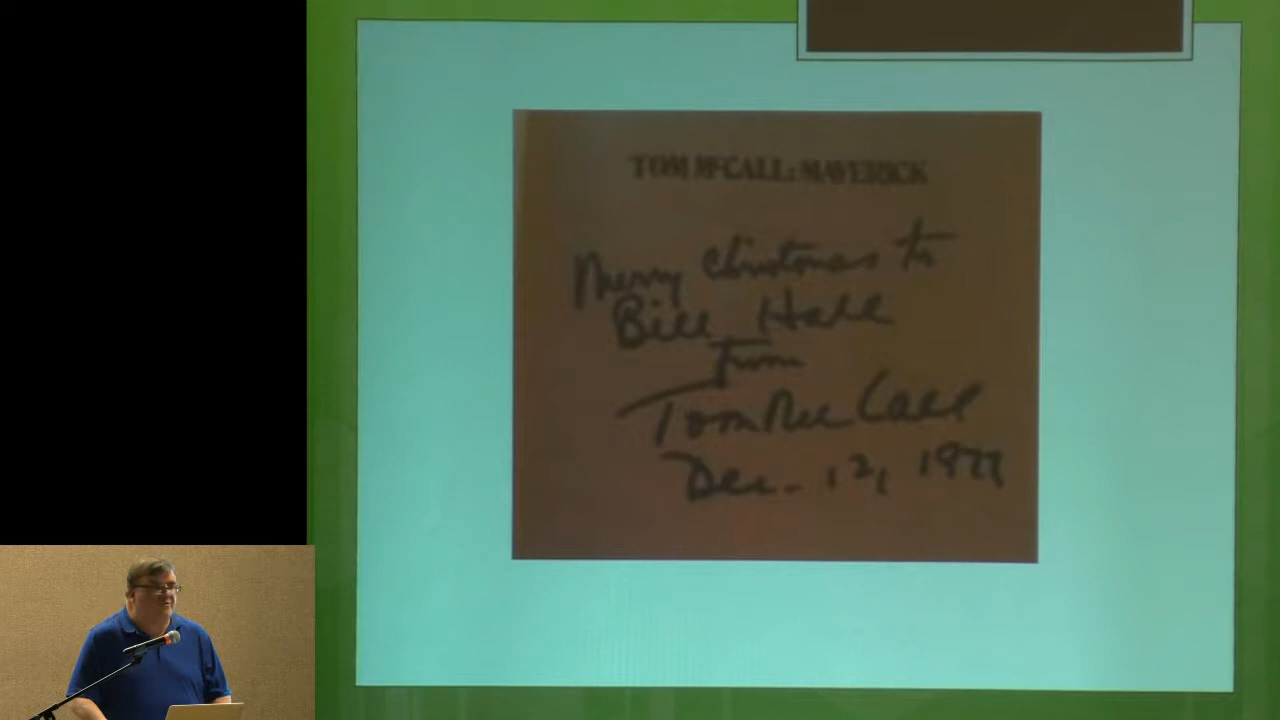 TOM McCALL: MAVERICK
Merry Christmas to
Bill Hall
from
Tom McCall
Dec. 12, 1977